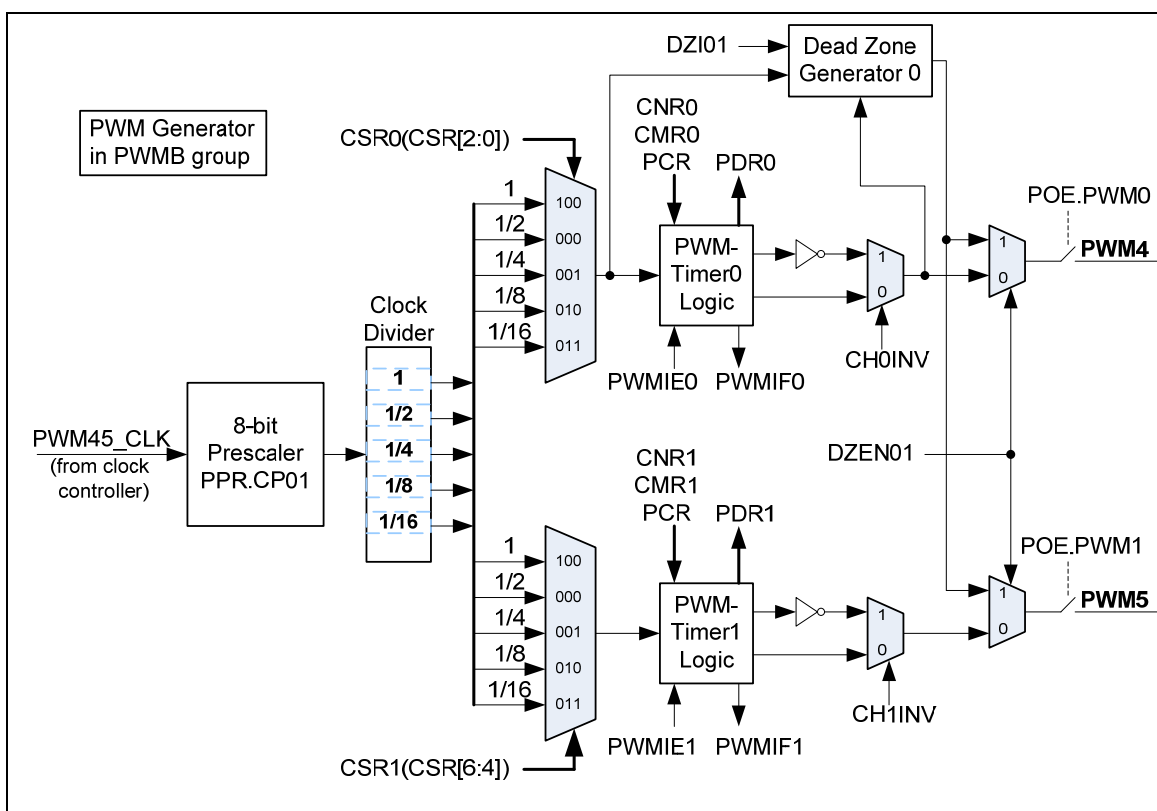 PWM Generator
in PWMB group
DZI01
Dead Zone
Generator 0
CSR0(CSR[2:0])
CNR0
CMR0
PCR
PDR0
1
1/2
1/4
1/8
1/16
100
000
001
010
011
PWM-
Timer0
Logic
1
0
CH0INV
PWMIE0
PWMIF0
1
0
POE.PWM0
PWM4
Clock
Divider
1
1/2
1/4
1/8
1/16
PWM45_CLK
(from clock
controller)
8-bit
Prescaler
PPR.CP01
DZEN01
CNR1
CMR1
PCR
PDR1
1
1/2
1/4
1/8
1/16
100
000
001
010
011
PWM-
Timer1
Logic
1
0
CH1INV
PWMIE1
PWMIF1
1
0
POE.PWM1
PWM5
CSR1(CSR[6:4])